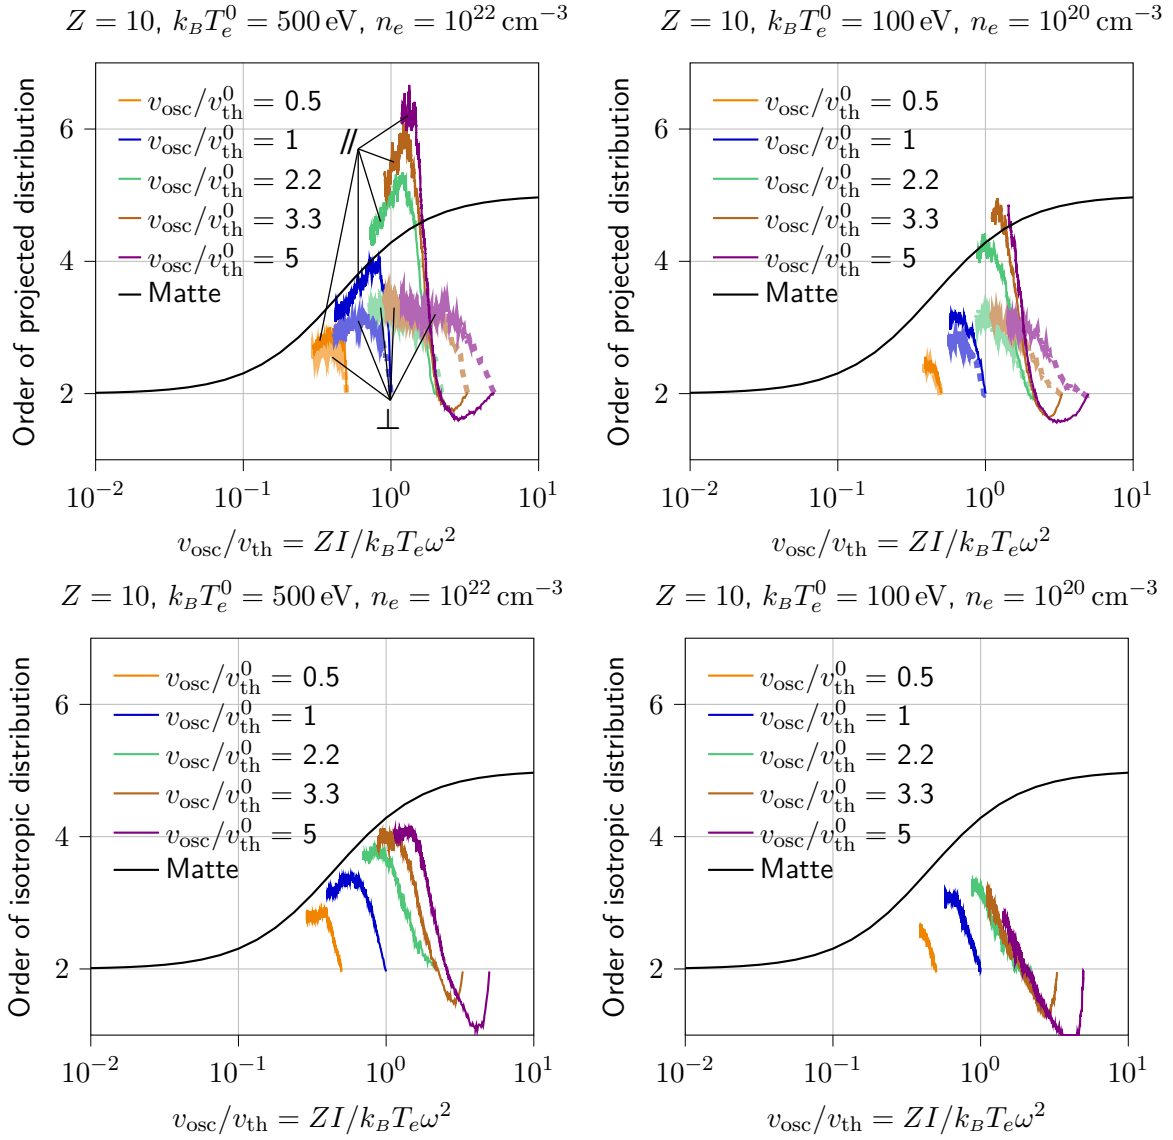 Z = 10, k_B T_e^0 = 500 eV, n_e = 10^22 cm^−3
Order of projected distribution
6
4
2
v_osc/v_th^0 = 0.5
v_osc/v_th^0 = 1
v_osc/v_th^0 = 2.2
v_osc/v_th^0 = 3.3
v_osc/v_th^0 = 5
Matte
//
⊥
10^−2 10^−1 10^0 10^1
v_osc/v_th = ZI/k_B T_e ω^2
Z = 10, k_B T_e^0 = 100 eV, n_e = 10^20 cm^−3
Order of projected distribution
6
4
2
v_osc/v_th^0 = 0.5
v_osc/v_th^0 = 1
v_osc/v_th^0 = 2.2
v_osc/v_th^0 = 3.3
v_osc/v_th^0 = 5
Matte
10^−2 10^−1 10^0 10^1
v_osc/v_th = ZI/k_B T_e ω^2
Z = 10, k_B T_e^0 = 500 eV, n_e = 10^22 cm^−3
Order of isotropic distribution
6
4
2
v_osc/v_th^0 = 0.5
v_osc/v_th^0 = 1
v_osc/v_th^0 = 2.2
v_osc/v_th^0 = 3.3
v_osc/v_th^0 = 5
Matte
10^−2 10^−1 10^0 10^1
v_osc/v_th = ZI/k_B T_e ω^2
Z = 10, k_B T_e^0 = 100 eV, n_e = 10^20 cm^−3
Order of isotropic distribution
6
4
2
v_osc/v_th^0 = 0.5
v_osc/v_th^0 = 1
v_osc/v_th^0 = 2.2
v_osc/v_th^0 = 3.3
v_osc/v_th^0 = 5
Matte
10^−2 10^−1 10^0 10^1
v_osc/v_th = ZI/k_B T_e ω^2